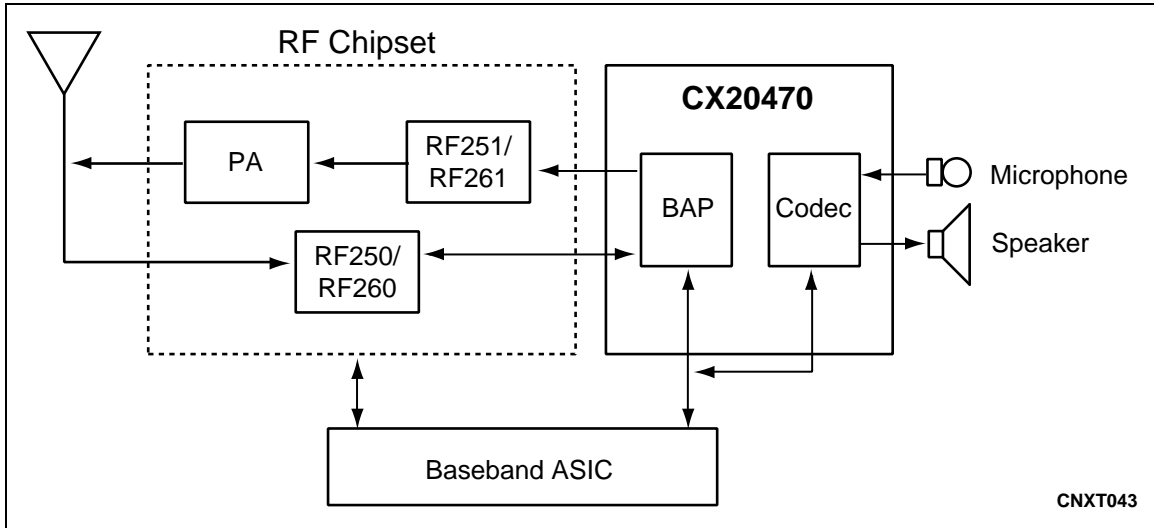 RF Chipset
CX20470
PA
RF251/
RF261
BAP
Codec
Microphone
Speaker
RF250/
RF260
Baseband ASIC
CNXT043